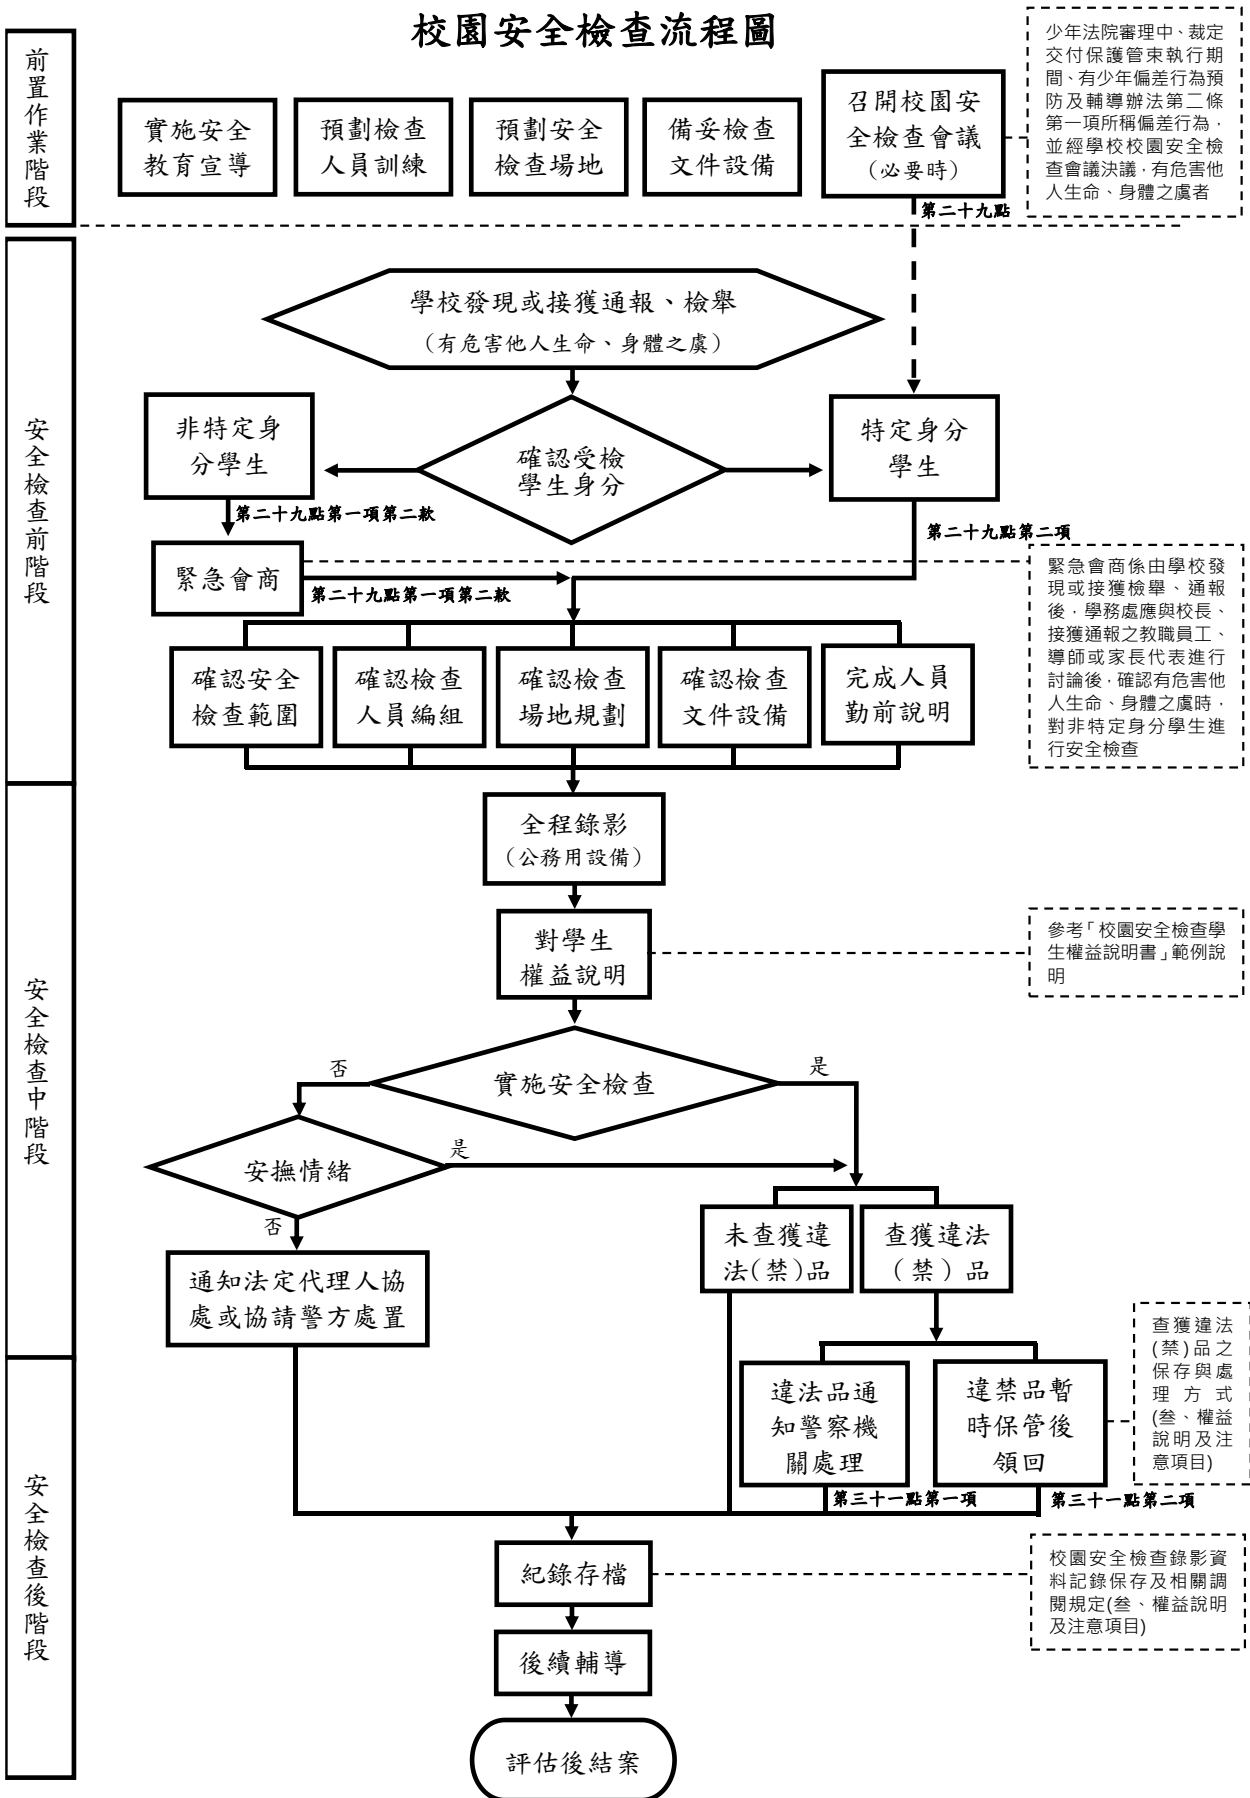 校園安全檢查流程圖
前置作業階段
實施安全
教育宣導
預劃檢查
人員訓練
預劃安全
檢查場地
備妥檢查
文件設備
召開校園安
全檢查會議
(必要時)
第二十九點
少年法院審理中、裁定
交付保護管束執行期
間、有少年偏差行為預
防及輔導辦法第二條
第一項所稱偏差行為，
並經學校校園安全檢
查會議決議，有危害他
人生命、身體之虞者
安全檢查前階段
學校發現或接獲通報、檢舉
(有危害他人生命、身體之虞)
非特定身
分學生
確認受檢
學生身分
特定身分
學生
第二十九點第一項第二款
第二十九點第二項
緊急會商
第二十九點第一項第二款
緊急會商係由學校發
現或接獲檢舉、通報
後，學務處應與校長、
接獲通報之教職員工、
導師或家長代表進行
討論後，確認有危害他
人生命、身體之虞時，
對非特定身分學生進
行安全檢查
確認安全
檢查範圍
確認檢查
人員編組
確認檢查
場地規劃
確認檢查
文件設備
完成人員
勤前說明
安全檢查中階段
全程錄影
(公務用設備)
對學生
權益說明
參考「校園安全檢查學
生權益說明書」範例說
明
實施安全檢查
否
是
安撫情緒
是
否
通知法定代理人協
處或協請警方處置
未查獲違
法(禁)品
查獲違法
(禁)品
查獲違法
(禁)品之
保存與處
理方式
(叁、權益
說明及注
意項目)
安全檢查後階段
違法品通
知警察機
關處理
違禁品暫
時保管後
領回
第三十一點第一項
第三十一點第二項
紀錄存檔
校園安全檢查錄影資
料記錄保存及相關調
閱規定(叁、權益說明
及注意項目)
後續輔導
評估後結案